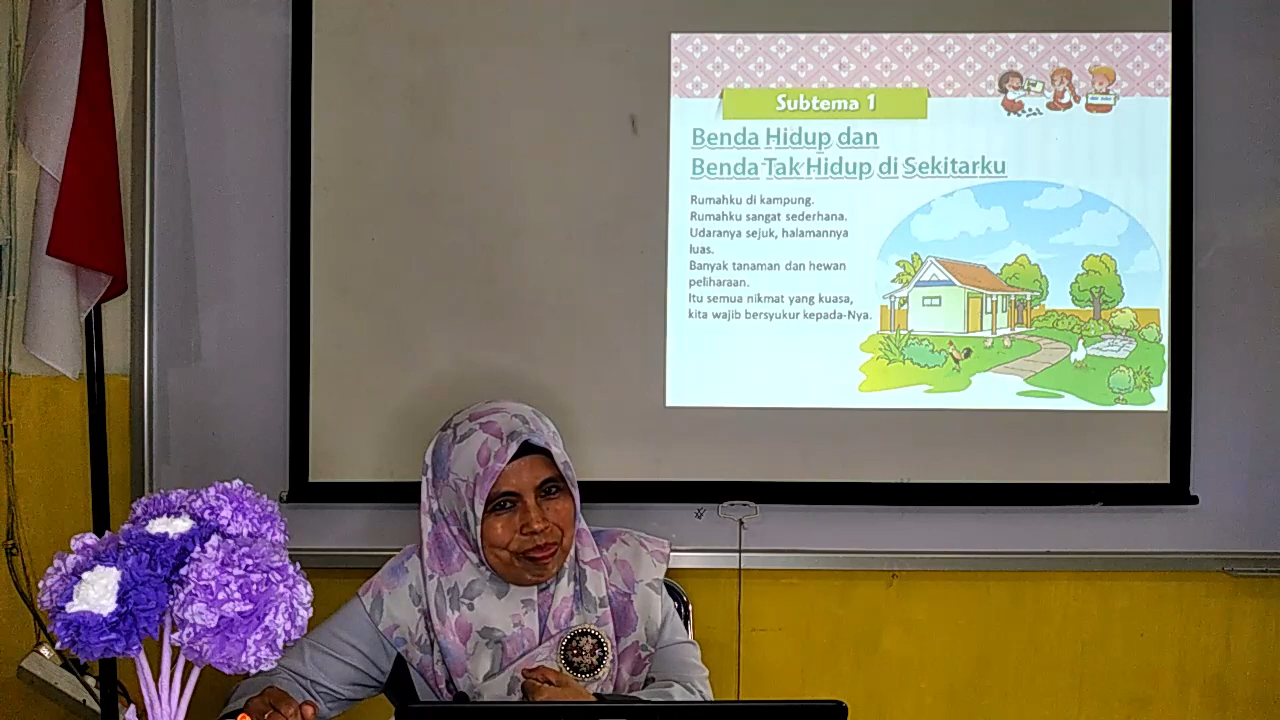 Subtema 1
Benda Hidup dan
Benda Tak Hidup di Sekitarku
Rumahku di kampung.
Rumahku sangat sederhana.
Udaranya sejuk, halamannya
luas.
Banyak tanaman dan hewan
peliharaan.
Itu semua nikmat yang kuasa,
kita wajib bersyukur kepada-Nya.